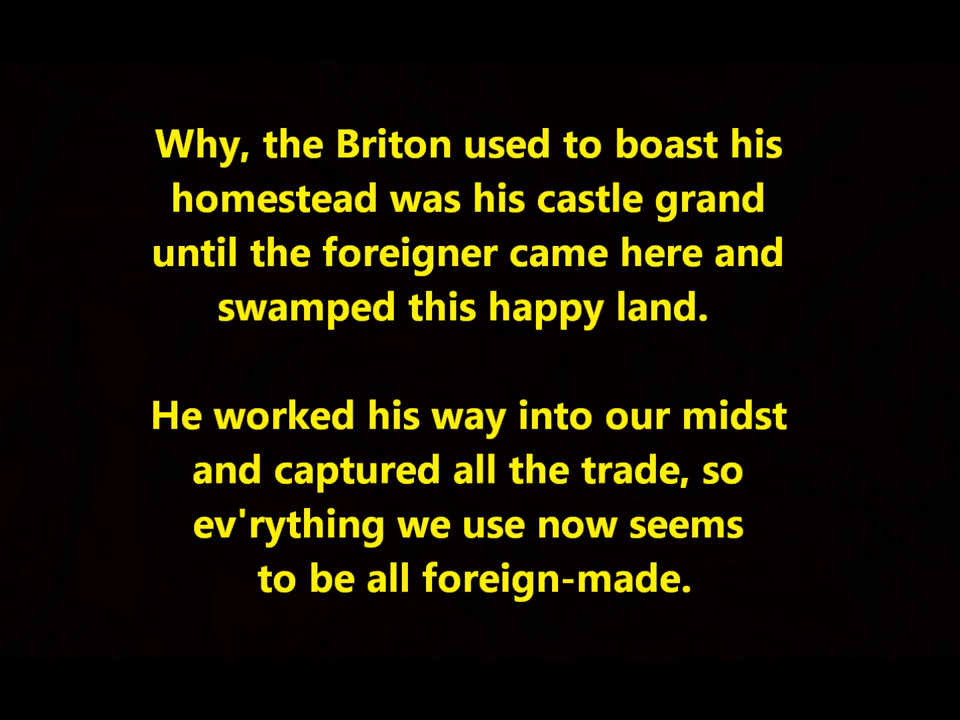 Why, the Briton used to boast his
homestead was his castle grand
until the foreigner came here and
swamped this happy land.
He worked his way into our midst
and captured all the trade, so
ev'rything we use now seems
to be all foreign-made.